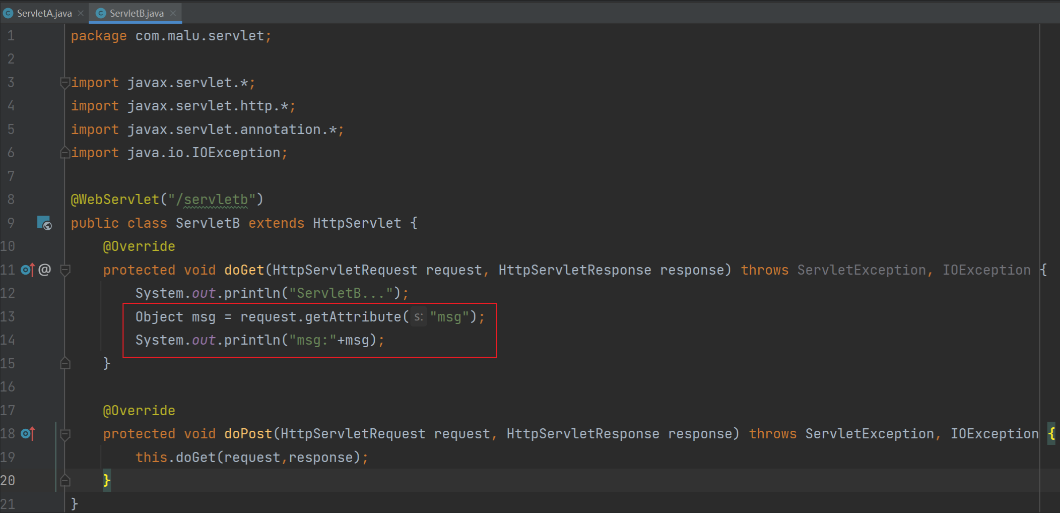 ServletA.java × ServletB.java ×
1 package com.malu.servlet;
2
3 import javax.servlet.*;
4 import javax.servlet.http.*;
5 import javax.servlet.annotation.*;
6 import java.io.IOException;
7
8 @WebServlet("/servletb")
9 public class ServletB extends HttpServlet {
10 @Override
11 protected void doGet(HttpServletRequest request, HttpServletResponse response) throws ServletException, IOException {
12 System.out.println("ServletB...");
13 Object msg = request.getAttribute( s: "msg");
14 System.out.println("msg:"+msg);
15 }
16
17 @Override
18 protected void doPost(HttpServletRequest request, HttpServletResponse response) throws ServletException, IOException {
19 this.doGet(request,response);
20 }
21 }